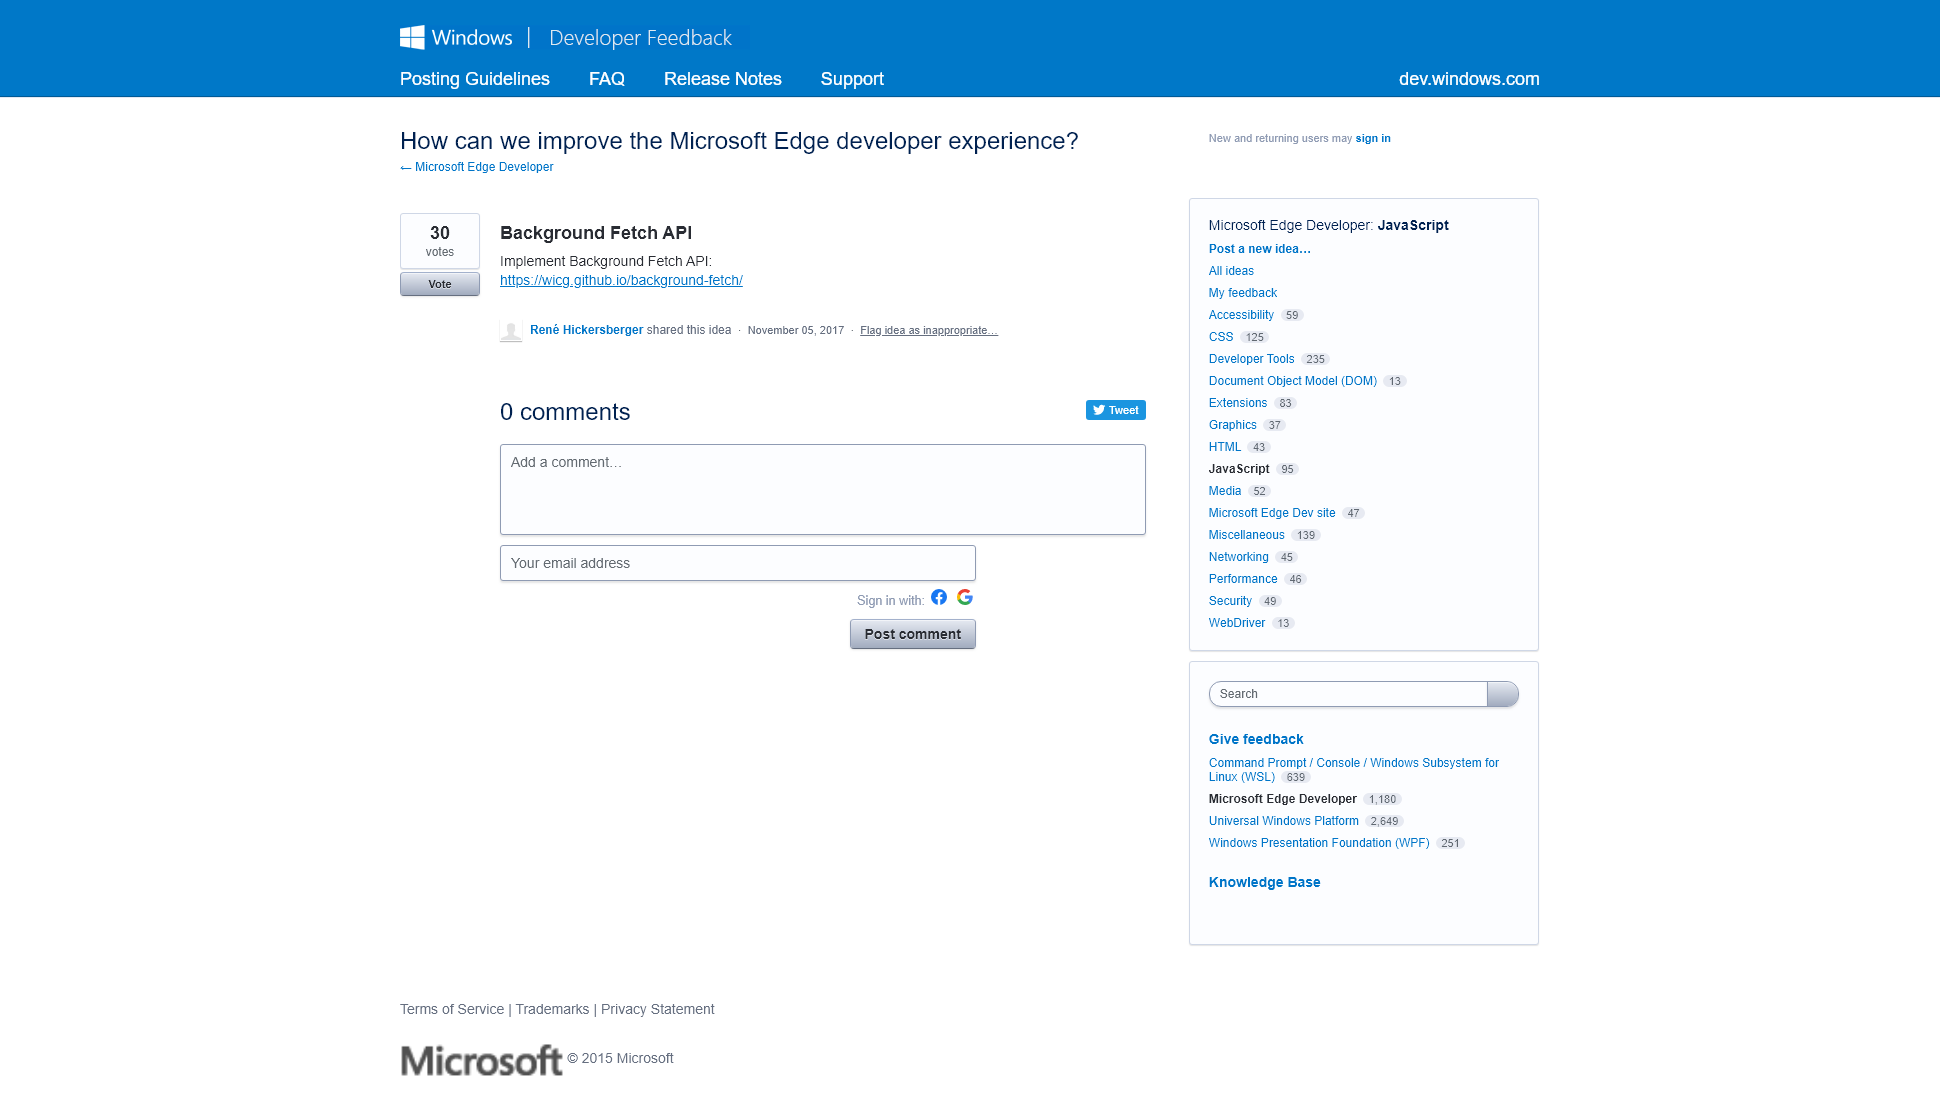 Windows | Developer Feedback
Posting Guidelines FAQ Release Notes Support dev.windows.com
How can we improve the Microsoft Edge developer experience?
← Microsoft Edge Developer
New and returning users may sign in
30
votes
Vote
Background Fetch API
Implement Background Fetch API:
https://wicg.github.io/background-fetch/
René Hickersberger shared this idea · November 05, 2017 · Flag idea as inappropriate…
0 comments
Tweet
Add a comment…
Your email address
Sign in with:
Post comment
Microsoft Edge Developer: JavaScript
Post a new idea…
All ideas
My feedback
Accessibility 59
CSS 125
Developer Tools 235
Document Object Model (DOM) 13
Extensions 83
Graphics 37
HTML 43
JavaScript 95
Media 52
Microsoft Edge Dev site 47
Miscellaneous 139
Networking 45
Performance 46
Security 49
WebDriver 13
Search
Give feedback
Command Prompt / Console / Windows Subsystem for
Linux (WSL) 639
Microsoft Edge Developer 1,180
Universal Windows Platform 2,649
Windows Presentation Foundation (WPF) 251
Knowledge Base
Terms of Service | Trademarks | Privacy Statement
Microsoft © 2015 Microsoft